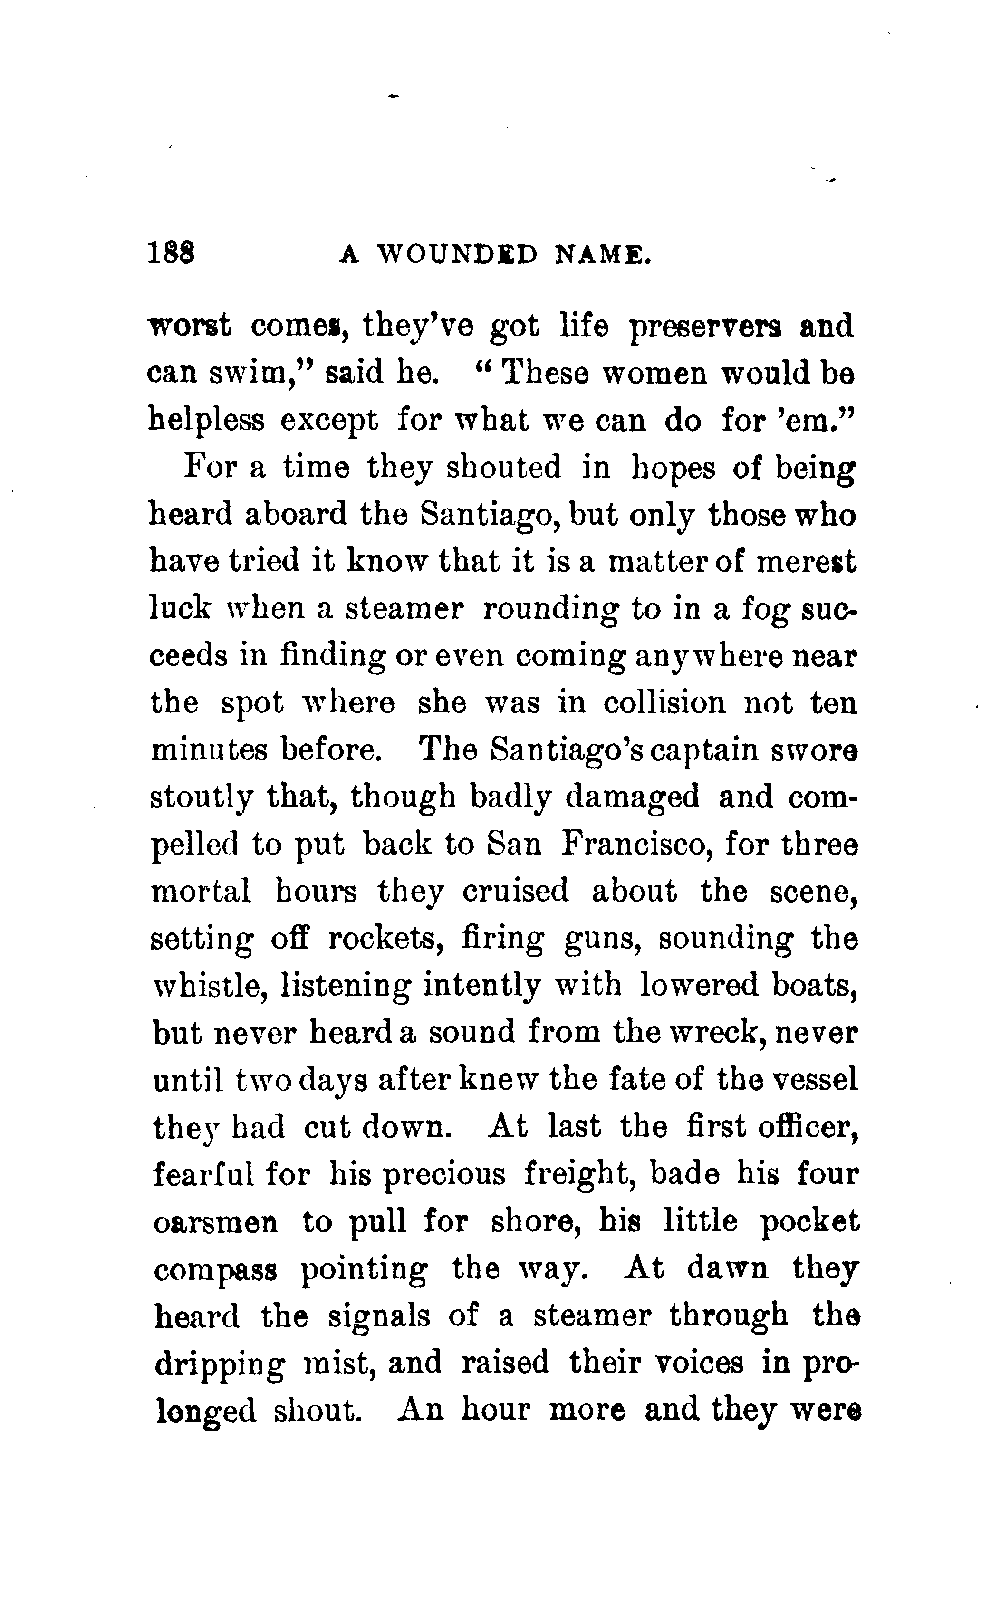 188 A WOUNDED NAME.
worst comes, they've got life preservers and
can swim," said he. "These women would be
helpless except for what we can do for 'em."
For a time they shouted in hopes of being
heard aboard the Santiago, but only those who
have tried it know that it is a matter of merest
luck when a steamer rounding to in a fog suc-
ceeds in finding or even coming anywhere near
the spot where she was in collision not ten
minutes before. The Santiago's captain swore
stoutly that, though badly damaged and com-
pelled to put back to San Francisco, for three
mortal hours they cruised about the scene,
setting off rockets, firing guns, sounding the
whistle, listening intently with lowered boats,
but never heard a sound from the wreck, never
until two days after knew the fate of the vessel
they had cut down. At last the first officer,
fearful for his precious freight, bade his four
oarsmen to pull for shore, his little pocket
compass pointing the way. At dawn they
heard the signals of a steamer through the
dripping mist, and raised their voices in pro-
longed shout. An hour more and they were